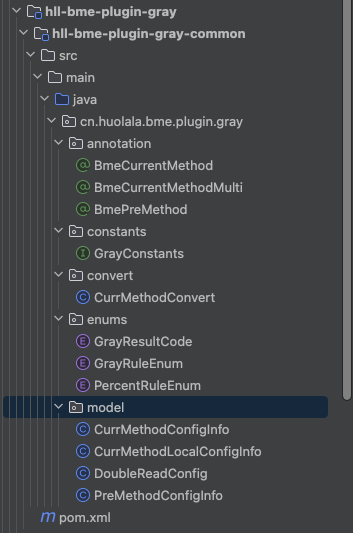 hll-bme-plugin-gray
hll-bme-plugin-gray-common
src
main
java
cn.huolala.bme.plugin.gray
annotation
BmeCurrentMethod
BmeCurrentMethodMulti
BmePreMethod
constants
GrayConstants
convert
CurrMethodConvert
enums
GrayResultCode
GrayRuleEnum
PercentRuleEnum
model
CurrMethodConfigInfo
CurrMethodLocalConfigInfo
DoubleReadConfig
PreMethodConfigInfo
pom.xml